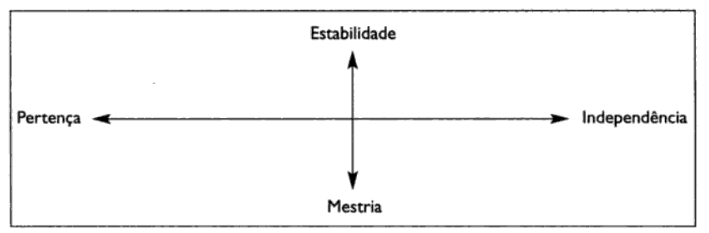 Estabilidade
Pertença
Independência
Mestria